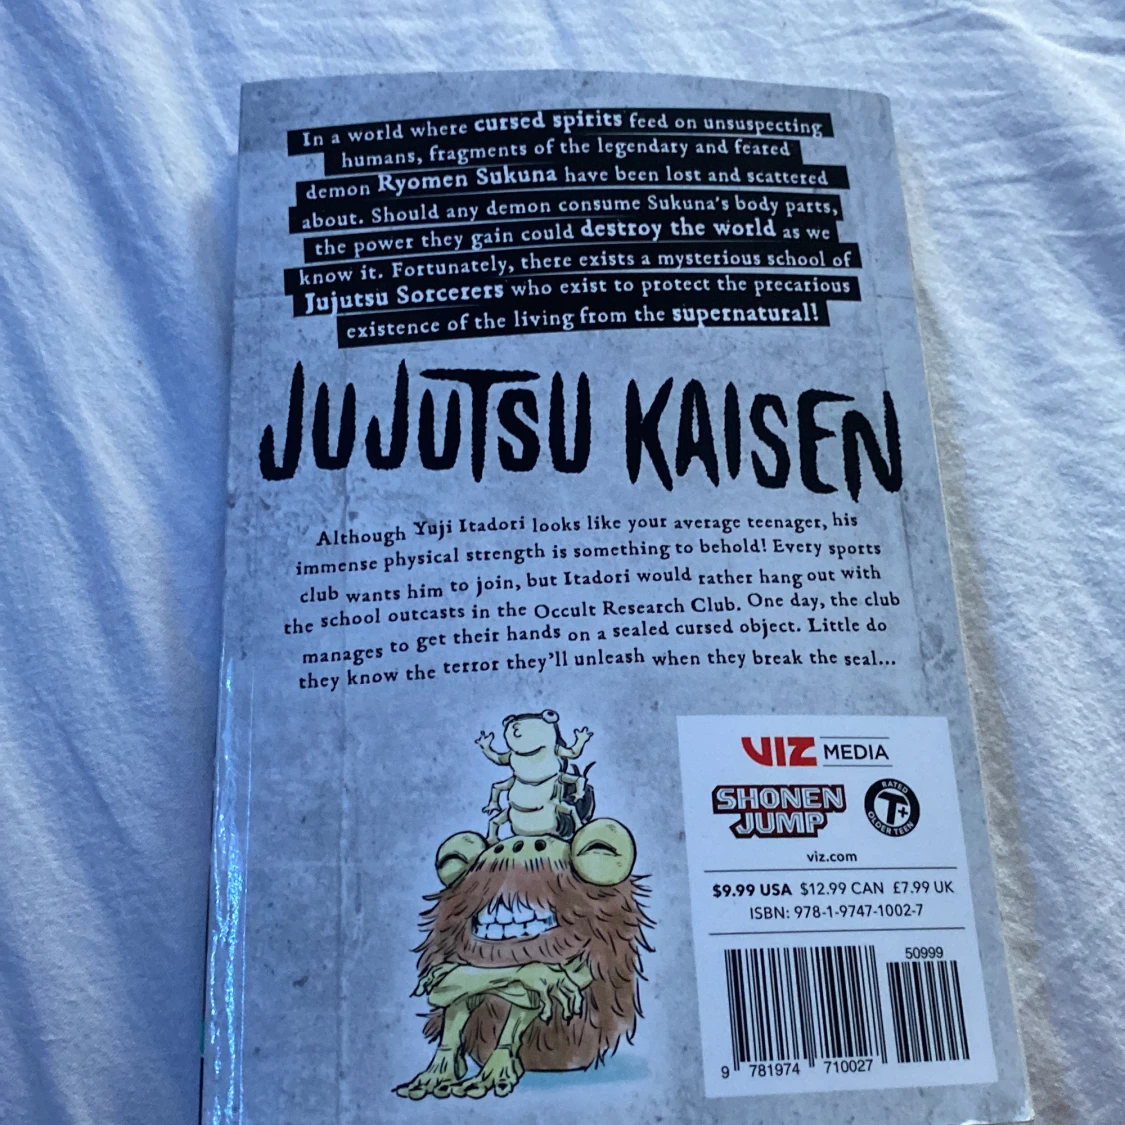 In a world where cursed spirits feed on unsuspecting
humans, fragments of the legendary and feared
demon Ryomen Sukuna have been lost and scattered
about. Should any demon consume Sukuna's body parts,
the power they gain could destroy the world as we
know it. Fortunately, there exists a mysterious school of
Jujutsu Sorcerers who exist to protect the precarious
existence of the living from the supernatural!
JUJUTSU KAISEN
Although Yuji Itadori looks like your average teenager, his
immense physical strength is something to behold! Every sports
club wants him to join, but Itadori would rather hang out with
the school outcasts in the Occult Research Club. One day, the club
manages to get their hands on a sealed cursed object. Little do
they know the terror they'll unleash when they break the seal...
VIZ MEDIA
SHONEN
JUMP
RATED
T+
OLDER TEEN
viz.com
$9.99 USA $12.99 CAN £7.99 UK
ISBN: 978-1-9747-1002-7
50999
9 781974 710027